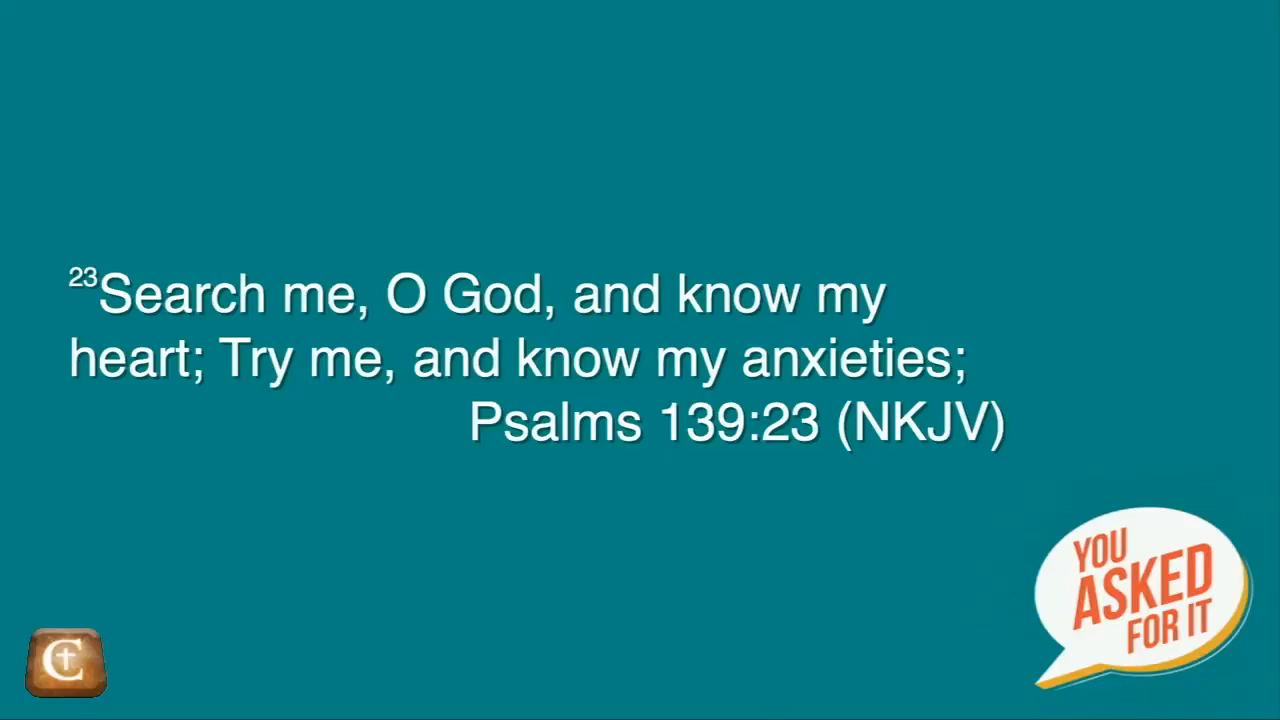 23Search me, O God, and know my
heart; Try me, and know my anxieties;
Psalms 139:23 (NKJV)
YOU
ASKED
FOR IT
C